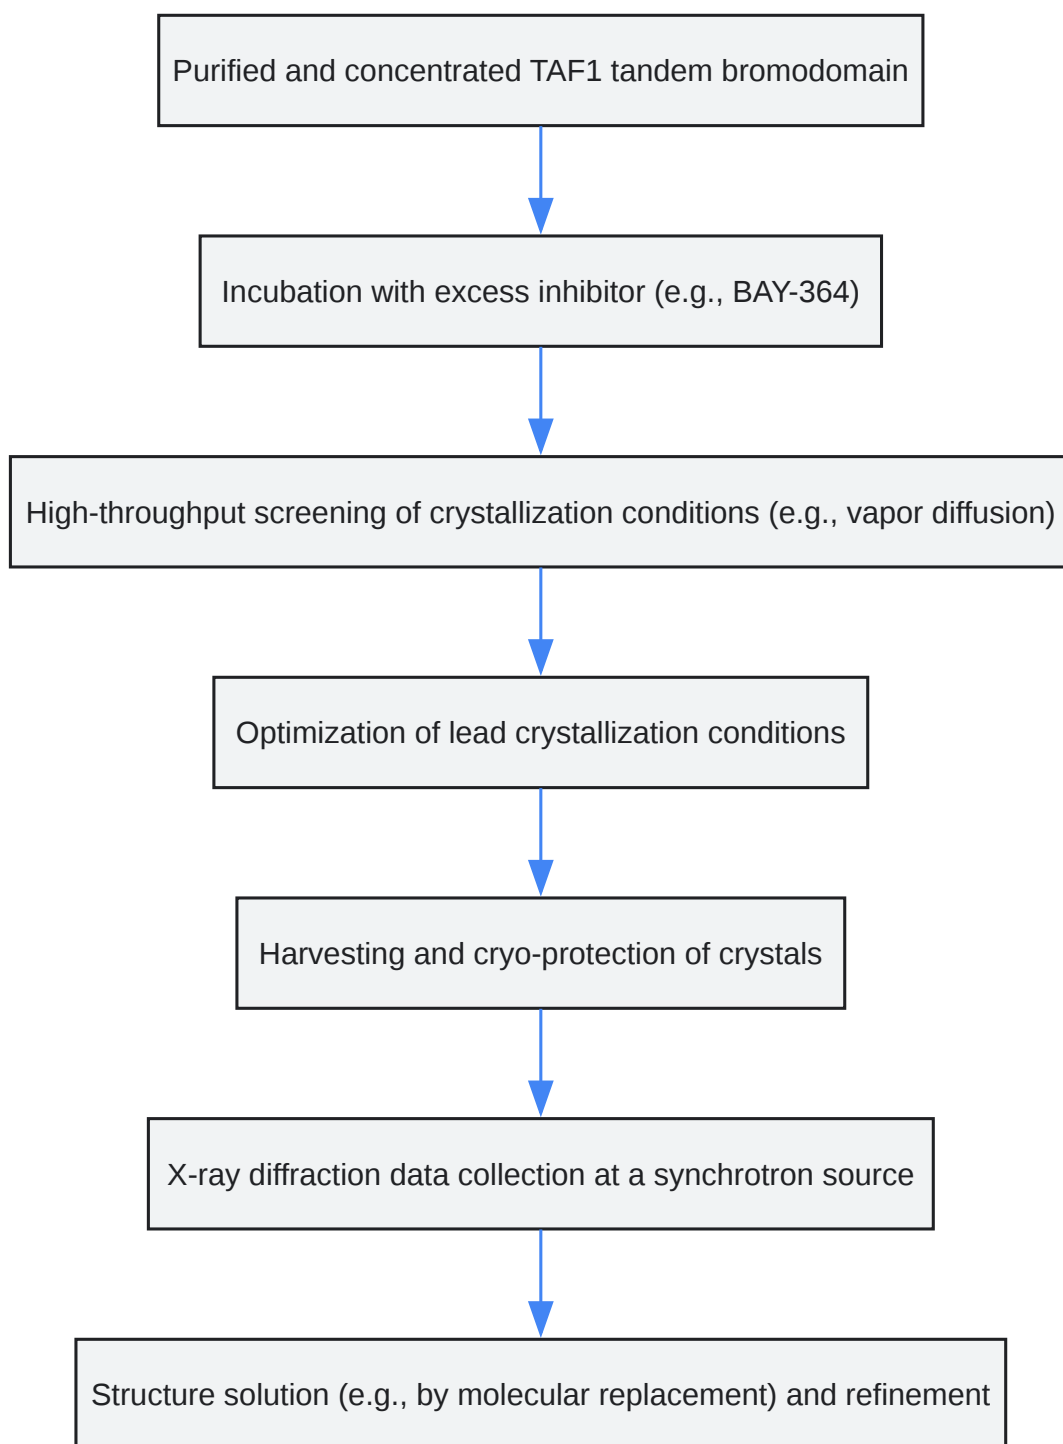 Purified and concentrated TAF1 tandem bromodomain
Incubation with excess inhibitor (e.g., BAY-364)
High-throughput screening of crystallization conditions (e.g., vapor diffusion)
Optimization of lead crystallization conditions
Harvesting and cryo-protection of crystals
X-ray diffraction data collection at a synchrotron source
Structure solution (e.g., by molecular replacement) and refinement